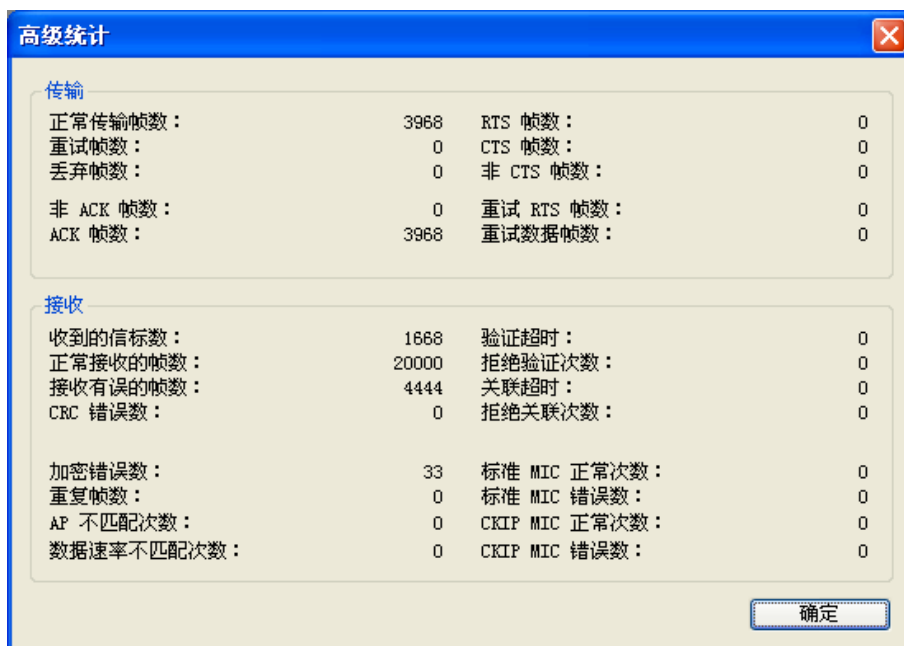 高级统计
传输
正常传输帧数： 3968 RTS 帧数： 0
重试帧数： 0 CTS 帧数： 0
丢弃帧数： 0 非 CTS 帧数： 0
非 ACK 帧数： 0 重试 RTS 帧数： 0
ACK 帧数： 3968 重试数据帧数： 0
接收
收到的信标数： 1668 验证超时： 0
正常接收的帧数： 20000 拒绝验证次数： 0
接收有误的帧数： 4444 关联超时： 0
CRC 错误数： 0 拒绝关联次数： 0
加密错误数： 33 标准 MIC 正常次数： 0
重复帧数： 0 标准 MIC 错误数： 0
AP 不匹配次数： 0 CKIP MIC 正常次数： 0
数据速率不匹配次数： 0 CKIP MIC 错误数： 0
确定